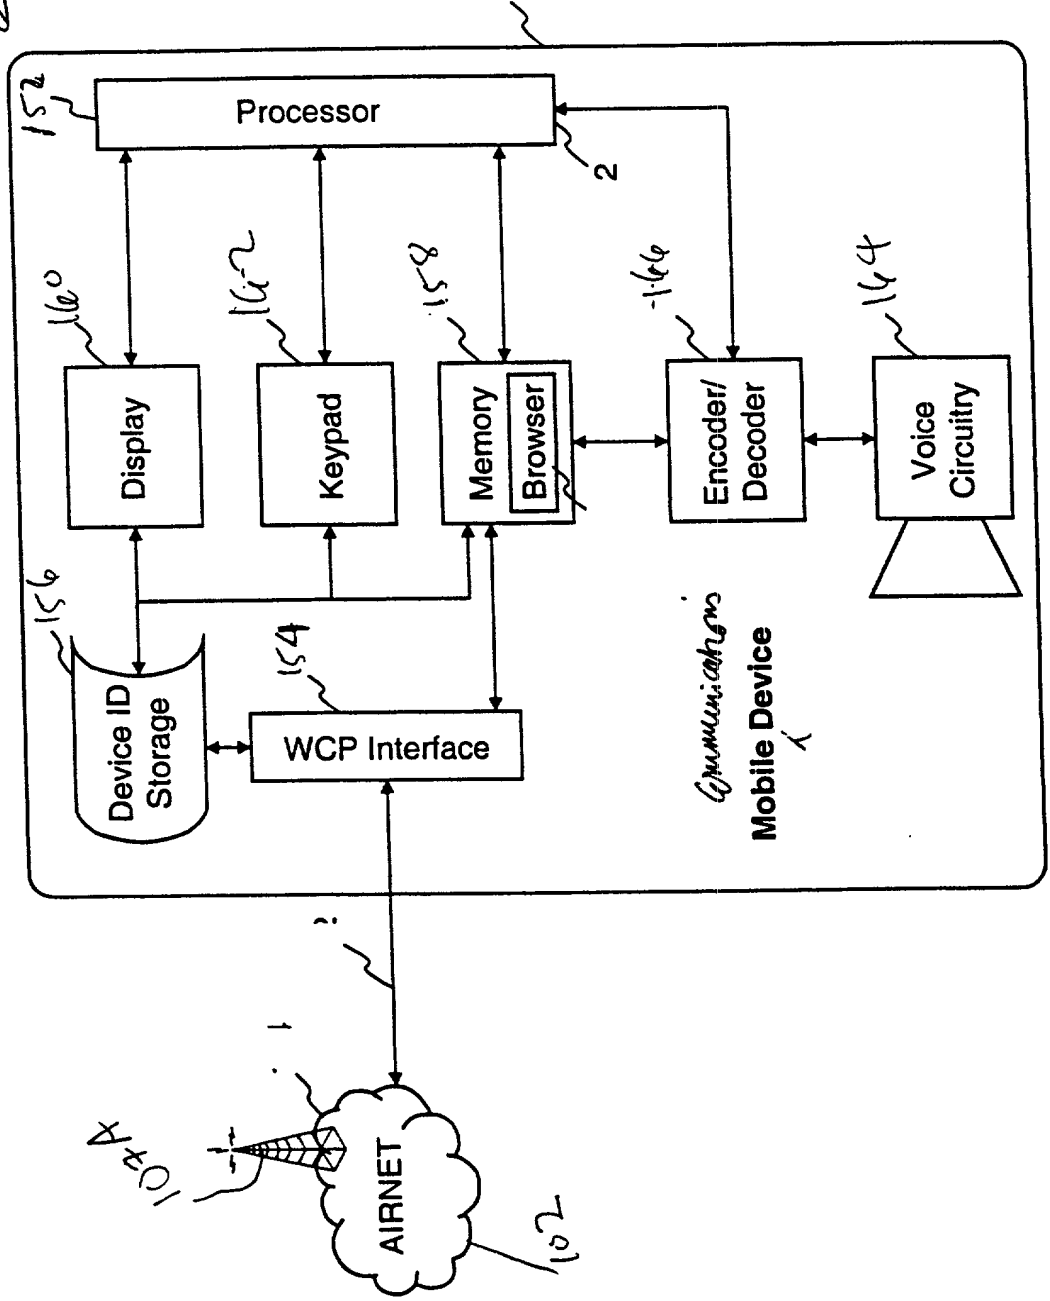 152
Processor
2
160
162
158
166
164
Display
Keypad
Memory
Browser
Encoder/
Decoder
Voice
Circuitry
156
Device ID
Storage
154
WCP Interface
Communications
Mobile Device
107A
AIRNET
102